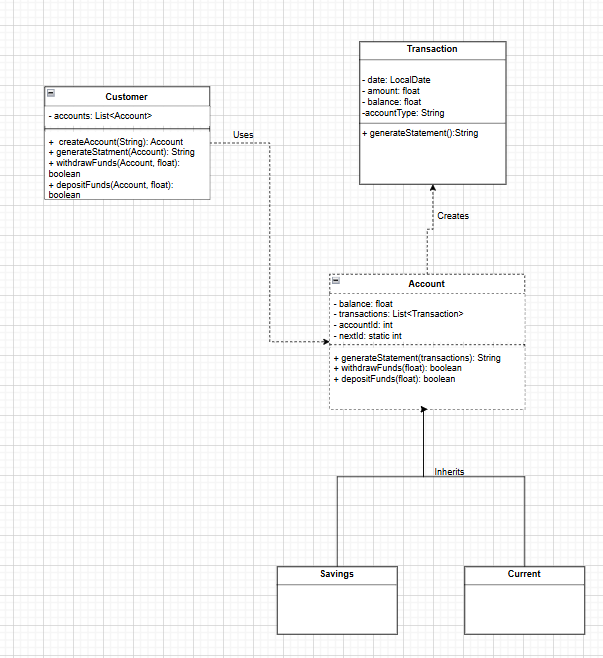 Transaction
- date: LocalDate
- amount: float
- balance: float
-accountType: String
+ generateStatement():String
Customer
- accounts: List<Account>
+ createAccount(String): Account
+ generateStatment(Account): String
+ withdrawFunds(Account, float):
boolean
+ depositFunds(Account, float):
boolean
Uses
Creates
Account
- balance: float
- transactions: List<Transaction>
- accountId: int
- nextId: static int
+ generateStatement(transactions): String
+ withdrawFunds(float): boolean
+ depositFunds(float): boolean
Inherits
Savings
Current